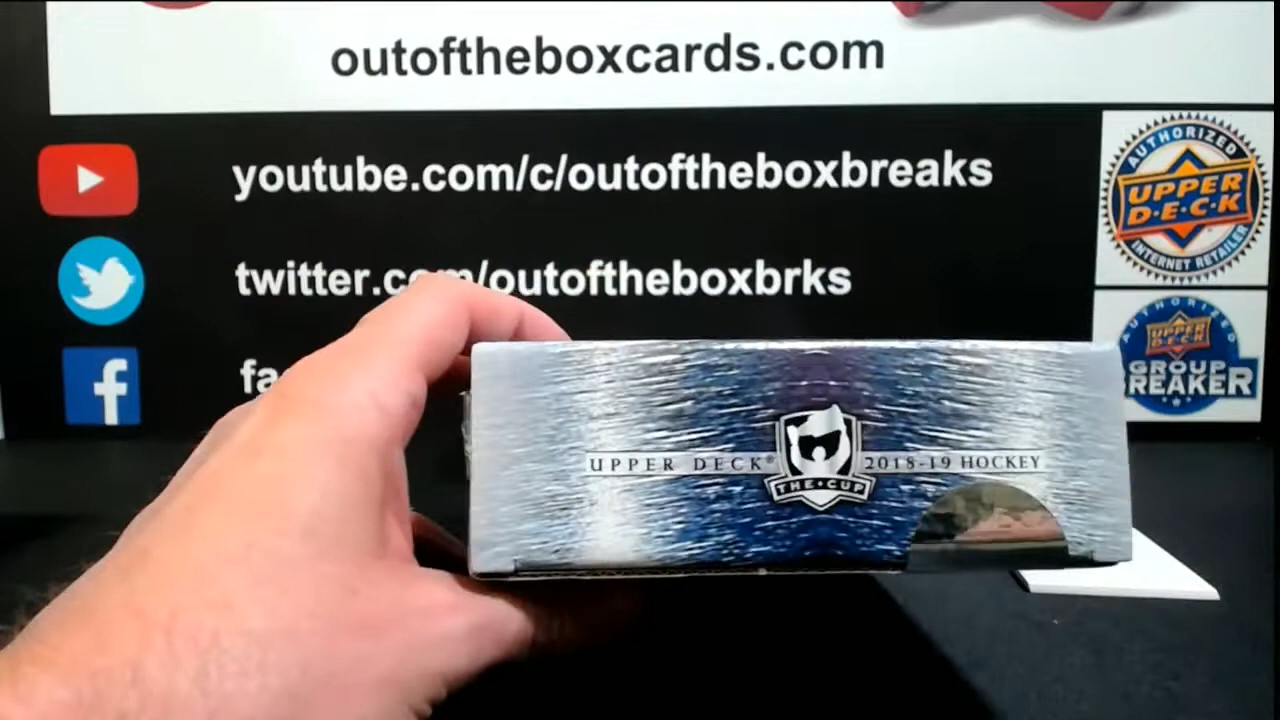 outoftheboxcards.com
youtube.com/c/outoftheboxbreaks
twitter.com/outoftheboxbrks
fa
AUTHORIZED
UPPER
D·E·C·K
INTERNET RETAILER
AUTHORIZED
UPPER
DECK
GROUP
BREAKER
UPPER DECK® 2018-19 HOCKEY
THE·CUP